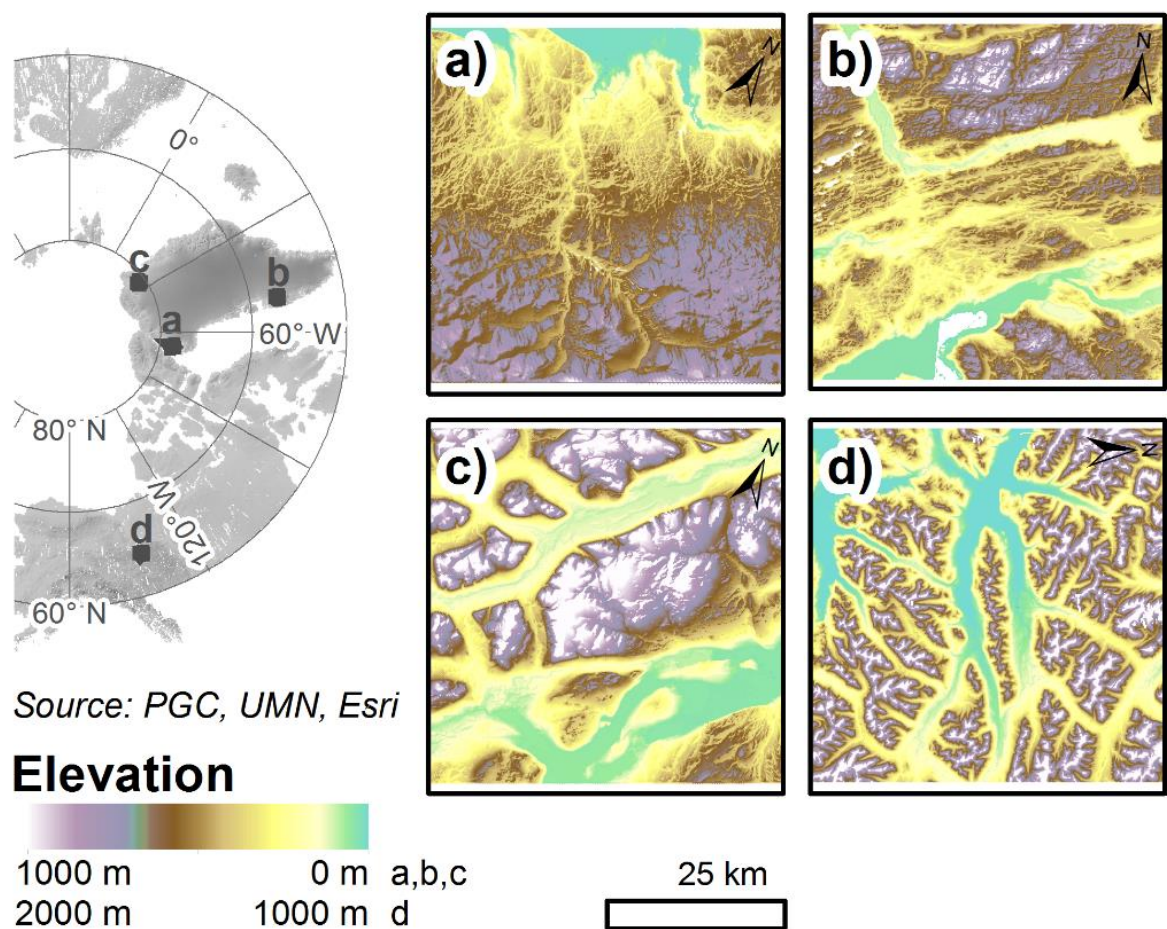 0°
c
b
a
60° W
80° N
120° W
d
60° N
Source: PGC, UMN, Esri
Elevation
1000 m 0 m a,b,c
2000 m 1000 m d
a)
N
b)
N
c)
N
d)
N
25 km